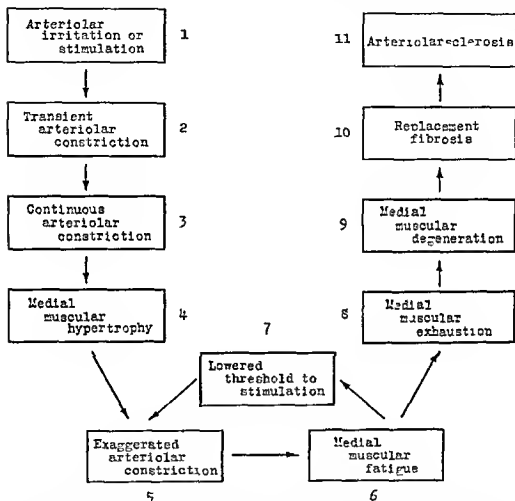 Arteriolar
irritation or
stimulation
1
Transient
arteriolar
constriction
2
Continuous
arteriolar
constriction
3
Medial
muscular
hypertrophy
4
Exaggerated
arteriolar
constriction
5
Medial
muscular
fatigue
6
7
Lowered
threshold to
stimulation
8
Medial
muscular
exhaustion
9
Medial
muscular
degeneration
10
Replacement
fibrosis
11
Arteriolarsclerosis